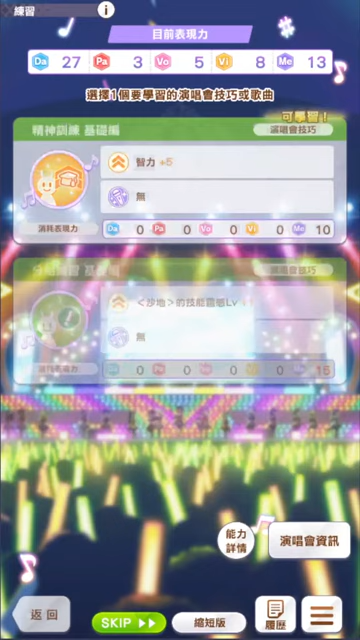 練習
目前表現力
Da 27 Pa 3 Vo 5 Vi 8 Me 13
選擇1個要學習的演唱會技巧或歌曲
可學習！
精神訓練 基礎編
演唱會技巧
智力 +5
無
消耗表現力
Da 0 Pa 0 Vo 0 Vi 0 Me 10
演唱會技巧
<沙地>的技能靈感Lv
無
消耗表現力
Da 0 Pa 0 Vo 0 Vi 0 Me 15
能力
詳情
演唱會資訊
返回
SKIP
縮短版
履歷